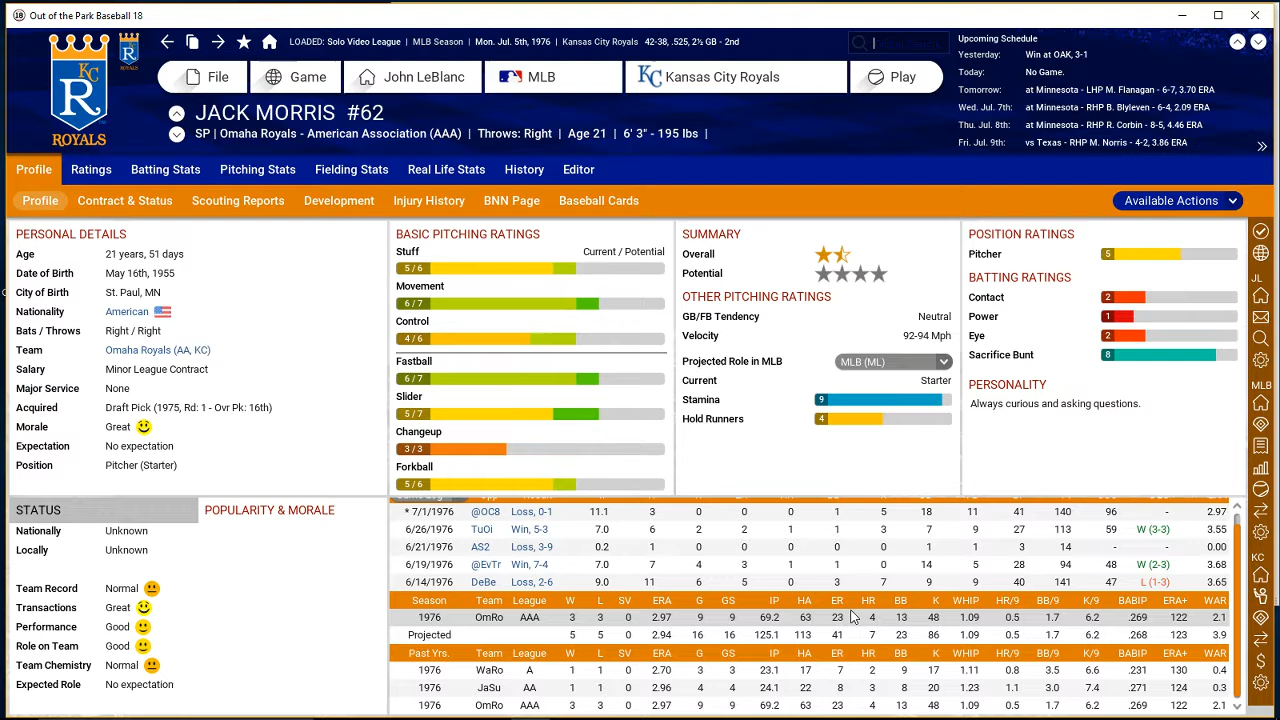 Out of the Park Baseball 18
LOADED: Solo Video League | MLB Season | Mon. Jul. 5th, 1976 | Kansas City Royals 42-38, .525, 2½ GB - 2nd
File Game John LeBlanc MLB Kansas City Royals Play
KC
R
ROYALS
JACK MORRIS #62
SP | Omaha Royals - American Association (AAA) | Throws: Right | Age 21 | 6' 3" - 195 lbs |
Upcoming Schedule
Yesterday: Win at OAK, 3-1
Today: No Game.
Tomorrow: at Minnesota - LHP M. Flanagan - 6-7, 3.70 ERA
Wed. Jul. 7th: at Minnesota - RHP B. Blyleven - 6-4, 2.09 ERA
Thu. Jul. 8th: at Minnesota - RHP R. Corbin - 8-5, 4.46 ERA
Fri. Jul. 9th: vs Texas - RHP M. Norris - 4-2, 3.86 ERA
Profile Ratings Batting Stats Pitching Stats Fielding Stats Real Life Stats History Editor
Profile Contract & Status Scouting Reports Development Injury History BNN Page Baseball Cards Available Actions
PERSONAL DETAILS
Age 21 years, 51 days
Date of Birth May 16th, 1955
City of Birth St. Paul, MN
Nationality American
Bats / Throws Right / Right
Team Omaha Royals (AA, KC)
Salary Minor League Contract
Major Service None
Acquired Draft Pick (1975, Rd: 1 - Ovr Pk: 16th)
Morale Great
Expectation No expectation
Position Pitcher (Starter)
BASIC PITCHING RATINGS
Stuff Current / Potential
5 / 6
Movement
6 / 7
Control
4 / 6
Fastball
6 / 7
Slider
5 / 7
Changeup
3 / 3
Forkball
5 / 6
SUMMARY
Overall
Potential
OTHER PITCHING RATINGS
GB/FB Tendency Neutral
Velocity 92-94 Mph
Projected Role in MLB MLB (ML)
Current Starter
Stamina 9
Hold Runners 4
POSITION RATINGS
Pitcher 5
BATTING RATINGS
Contact 2
Power 1
Eye 2
Sacrifice Bunt 8
PERSONALITY
Always curious and asking questions.
JL
MLB
KC
STATUS
Nationally Unknown
Locally Unknown
POPULARITY & MORALE
Team Record Normal
Transactions Great
Performance Good
Role on Team Good
Team Chemistry Normal
Expected Role No expectation
* 7/1/1976 @OC8 Loss, 0-1 11.1 3 0 0 0 1 5 18 11 41 140 96 - 2.97
6/26/1976 TuOi Win, 5-3 7.0 6 2 2 1 1 3 7 9 27 113 59 W (3-3) 3.55
6/21/1976 AS2 Loss, 3-9 0.2 1 0 0 0 0 0 1 1 3 14 - - 0.00
6/19/1976 @EvTr Win, 7-4 7.0 7 4 3 1 1 0 14 5 28 94 48 W (2-3) 3.68
6/14/1976 DeBe Loss, 2-6 9.0 11 6 6 0 3 7 9 9 40 141 47 L (1-3) 3.65
Season Team League W L SV ERA G GS IP HA ER HR BB K WHIP HR/9 BB/9 K/9 BABIP ERA+ WAR
1976 OmRo AAA 3 3 0 2.97 9 9 69.2 63 23 4 13 48 1.09 0.5 1.7 6.2 .269 122 2.1
Projected 5 5 0 2.94 16 16 125.1 113 41 7 23 86 1.09 0.5 1.7 6.2 .268 123 3.9
Past Yrs. Team League W L SV ERA G GS IP HA ER HR BB K WHIP HR/9 BB/9 K/9 BABIP ERA+ WAR
1976 WaRo A 1 1 0 2.70 3 3 23.1 17 7 2 9 17 1.11 0.8 3.5 6.6 .231 130 0.4
1976 JaSu AA 1 1 0 2.96 4 4 24.1 22 8 3 8 20 1.23 1.1 3.0 7.4 .271 124 0.3
1976 OmRo AAA 3 3 0 2.97 9 9 69.2 63 23 4 13 48 1.09 0.5 1.7 6.2 .269 122 2.1